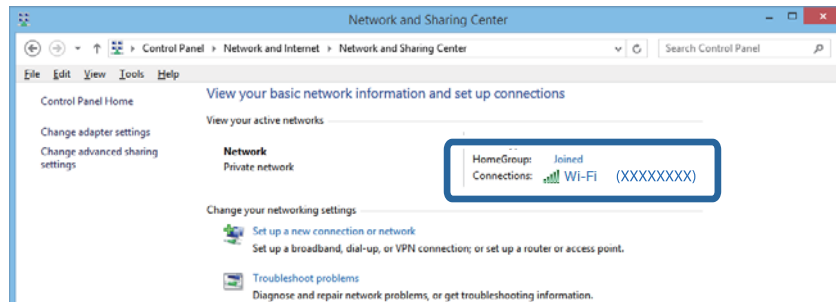 Network and Sharing Center
Control Panel Network and Internet Network and Sharing Center Search Control Panel
File Edit View Tools Help
Control Panel Home
Change adapter settings
Change advanced sharing
settings
View your basic network information and set up connections
View your active networks
Network
Private network
HomeGroup: Joined
Connections: Wi-Fi (XXXXXXXX)
Change your networking settings
Set up a new connection or network
Set up a broadband, dial-up, or VPN connection; or set up a router or access point.
Troubleshoot problems
Diagnose and repair network problems, or get troubleshooting information.